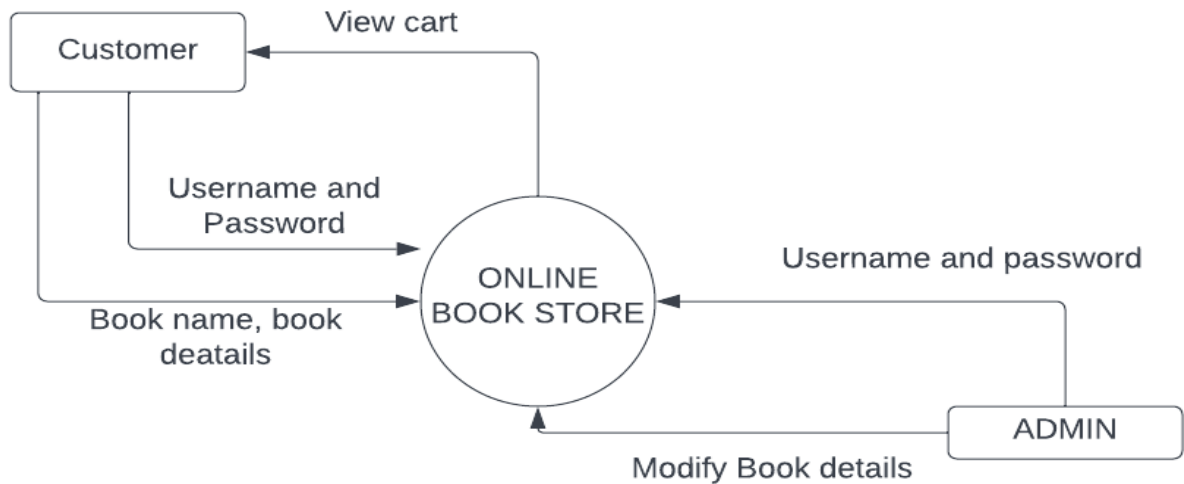 View cart
Customer
Username and
Password
Username and password
ONLINE
BOOK STORE
Book name, book
deatails
ADMIN
Modify Book details